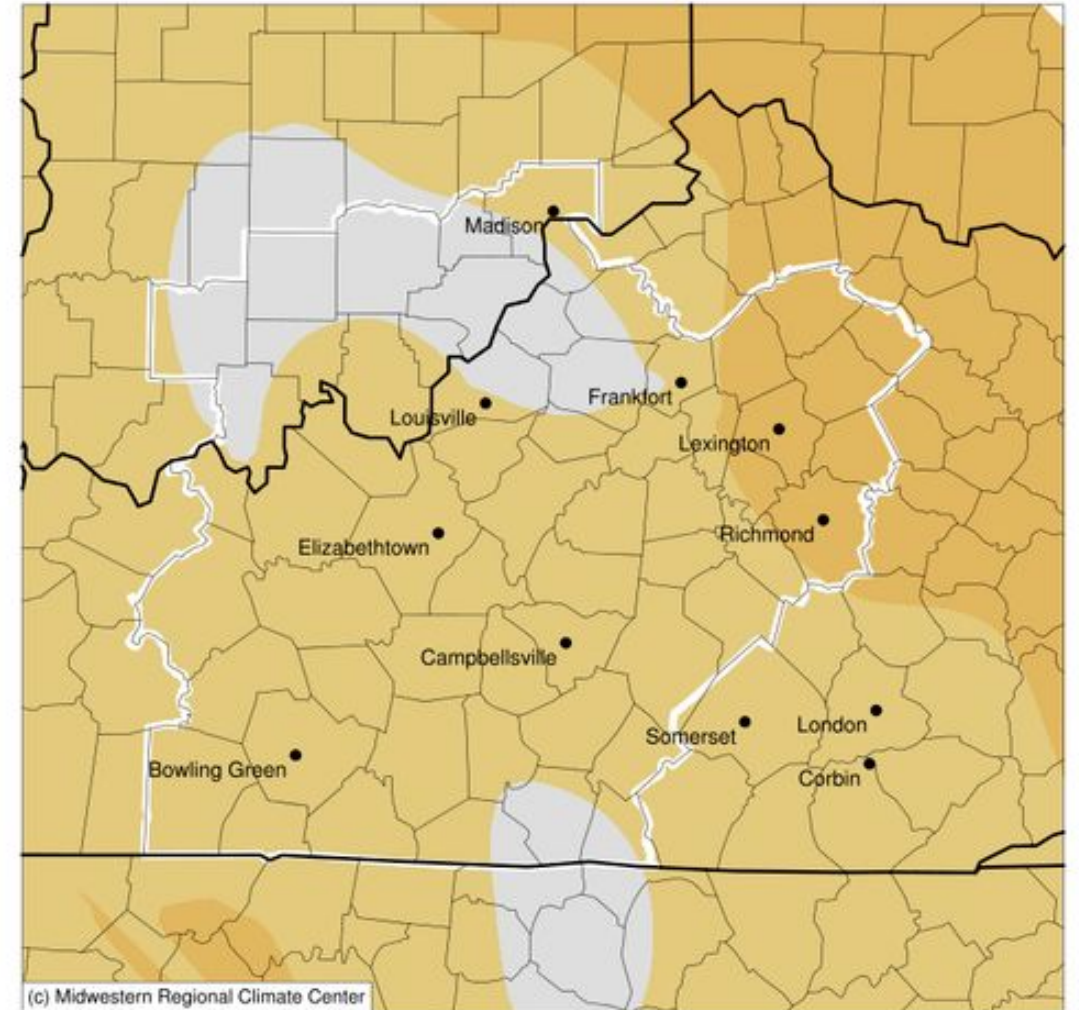 Madison
Frankfort
Louisville
Lexington
Richmond
Elizabethtown
Campbellsville
Somerset
London
Bowling Green
Corbin
(c) Midwestern Regional Climate Center